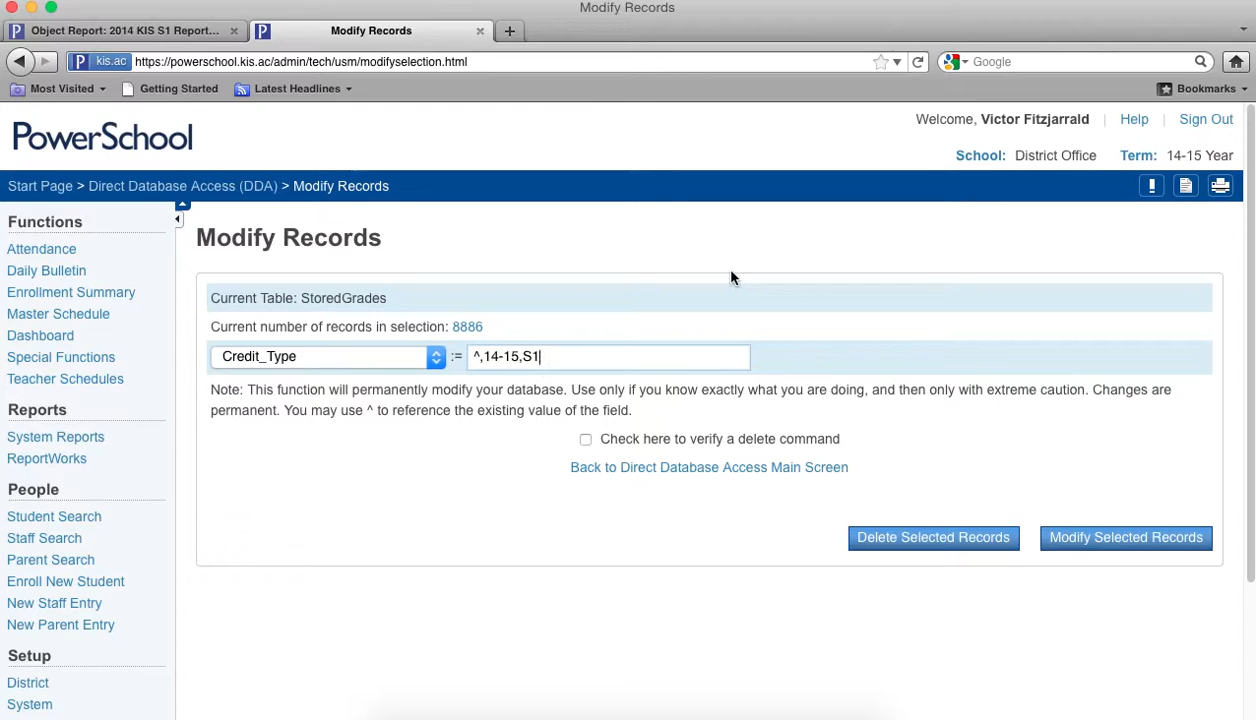 Modify Records
Object Report: 2014 KIS S1 Report...
Modify Records
kis.ac
https://powerschool.kis.ac/admin/tech/usm/modifyselection.html
Google
Most Visited
Getting Started
Latest Headlines
Bookmarks
PowerSchool
Welcome, Victor Fitzjarrald | Help | Sign Out
School: District Office Term: 14-15 Year
Start Page > Direct Database Access (DDA) > Modify Records
Functions
Attendance
Daily Bulletin
Enrollment Summary
Master Schedule
Dashboard
Special Functions
Teacher Schedules
Reports
System Reports
ReportWorks
People
Student Search
Staff Search
Parent Search
Enroll New Student
New Staff Entry
New Parent Entry
Setup
District
System
Modify Records
Current Table: StoredGrades
Current number of records in selection: 8886
Credit_Type := ^,14-15,S1
Note: This function will permanently modify your database. Use only if you know exactly what you are doing, and then only with extreme caution. Changes are
permanent. You may use ^ to reference the existing value of the field.
Check here to verify a delete command
Back to Direct Database Access Main Screen
Delete Selected Records
Modify Selected Records